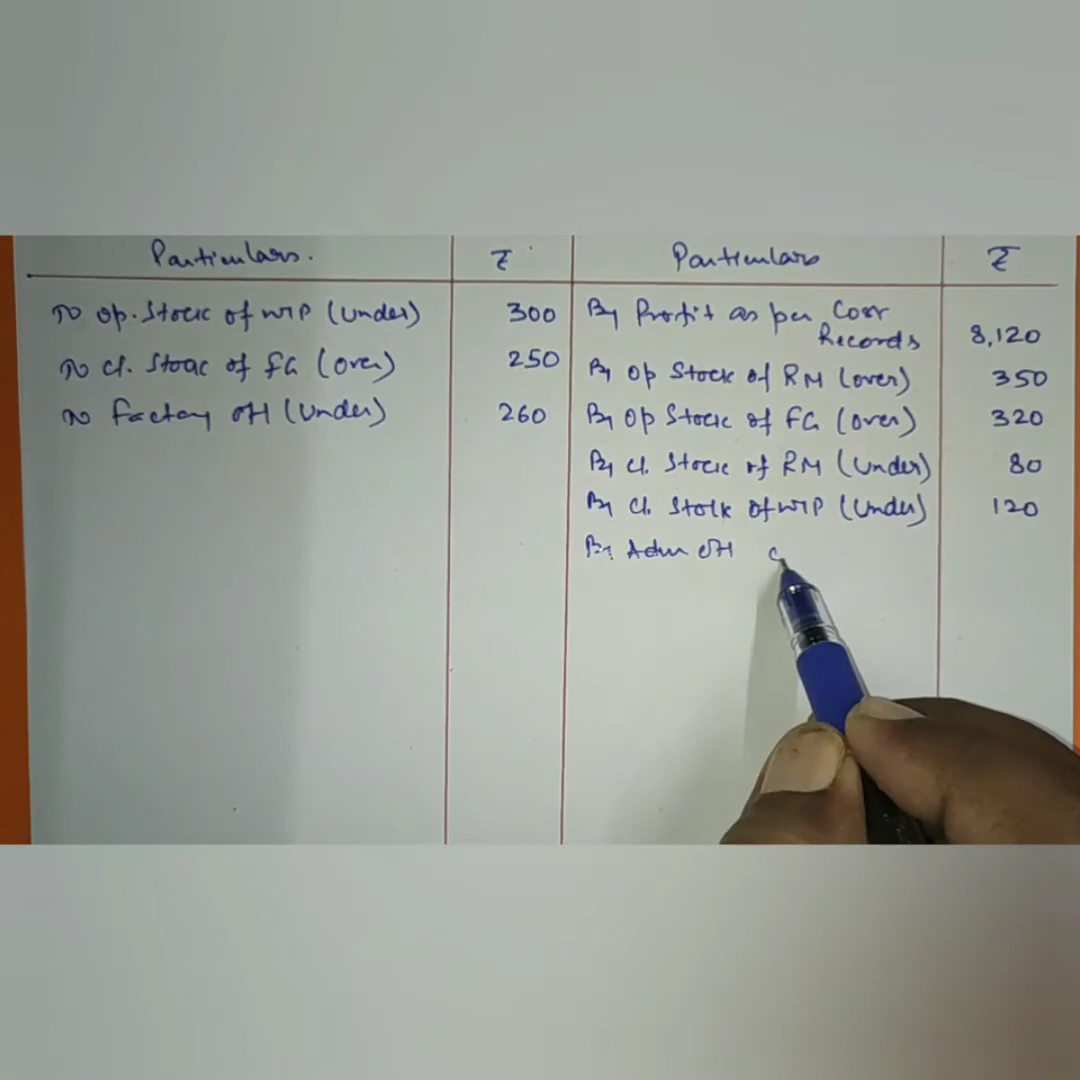 Particulars. ₹ Particulars ₹
To Op. Stock of WIP (Under) 300
To Cl. Stock of FG (Over) 250
To Factory OH (Under) 260
By Profit as per Cost
Records 8,120
By Op Stock of RM (Over) 350
By Op Stock of FG (Over) 320
By Cl. Stock of RM (Under) 80
By Cl. Stock of WIP (Under) 120
By Adm OH (